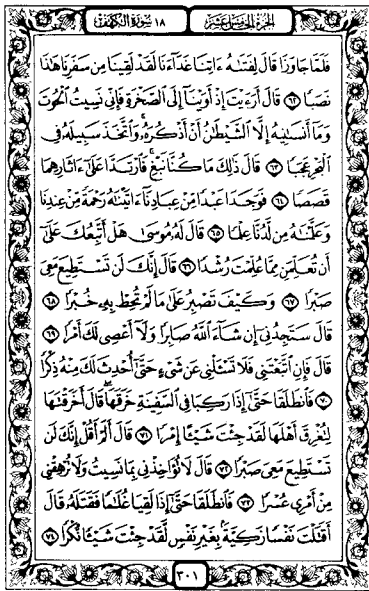 الجزء الخامس عشر
١٨ سورة الكهف
فَلَمَّا جَاوَزَا قَالَ لِفَتَىٰهُ ءَاتِنَا غَدَآءَنَا لَقَدْ لَقِينَا مِن سَفَرِنَا هَٰذَا
نَصَبًا ٦٢ قَالَ أَرَءَيْتَ إِذْ أَوَيْنَآ إِلَى ٱلصَّخْرَةِ فَإِنِّى نَسِيتُ ٱلْحُوتَ
وَمَآ أَنسَىٰنِيهُ إِلَّا ٱلشَّيْطَٰنُ أَنْ أَذْكُرَهُۥ وَٱتَّخَذَ سَبِيلَهُۥ فِى
ٱلْبَحْرِ عَجَبًا ٦٣ قَالَ ذَٰلِكَ مَا كُنَّا نَبْغِ فَٱرْتَدَّا عَلَىٰٓ ءَاثَارِهِمَا
قَصَصًا ٦٤ فَوَجَدَا عَبْدًا مِّنْ عِبَادِنَآ ءَاتَيْنَٰهُ رَحْمَةً مِّنْ عِندِنَا
وَعَلَّمْنَٰهُ مِن لَّدُنَّا عِلْمًا ٦٥ قَالَ لَهُۥ مُوسَىٰ هَلْ أَتَّبِعُكَ عَلَىٰٓ
أَن تُعَلِّمَنِ مِمَّا عُلِّمْتَ رُشْدًا ٦٦ قَالَ إِنَّكَ لَن تَسْتَطِيعَ مَعِىَ
صَبْرًا ٦٧ وَكَيْفَ تَصْبِرُ عَلَىٰ مَا لَمْ تُحِطْ بِهِۦ خُبْرًا ٦٨
قَالَ سَتَجِدُنِىٓ إِن شَآءَ ٱللَّهُ صَابِرًا وَلَآ أَعْصِى لَكَ أَمْرًا ٦٩
قَالَ فَإِنِ ٱتَّبَعْتَنِى فَلَا تَسْـَٔلْنِى عَن شَىْءٍ حَتَّىٰٓ أُحْدِثَ لَكَ مِنْهُ ذِكْرًا
٧٠ فَٱنطَلَقَا حَتَّىٰٓ إِذَا رَكِبَا فِى ٱلسَّفِينَةِ خَرَقَهَا قَالَ أَخَرَقْتَهَا
لِتُغْرِقَ أَهْلَهَا لَقَدْ جِئْتَ شَيْـًٔا إِمْرًا ٧١ قَالَ أَلَمْ أَقُلْ إِنَّكَ لَن
تَسْتَطِيعَ مَعِىَ صَبْرًا ٧٢ قَالَ لَا تُؤَاخِذْنِى بِمَا نَسِيتُ وَلَا تُرْهِقْنِى
مِنْ أَمْرِى عُسْرًا ٧٣ فَٱنطَلَقَا حَتَّىٰٓ إِذَا لَقِيَا غُلَٰمًا فَقَتَلَهُۥ قَالَ
أَقَتَلْتَ نَفْسًا زَكِيَّةًۢ بِغَيْرِ نَفْسٍ لَّقَدْ جِئْتَ شَيْـًٔا نُّكْرًا ٧٤
٣٠١